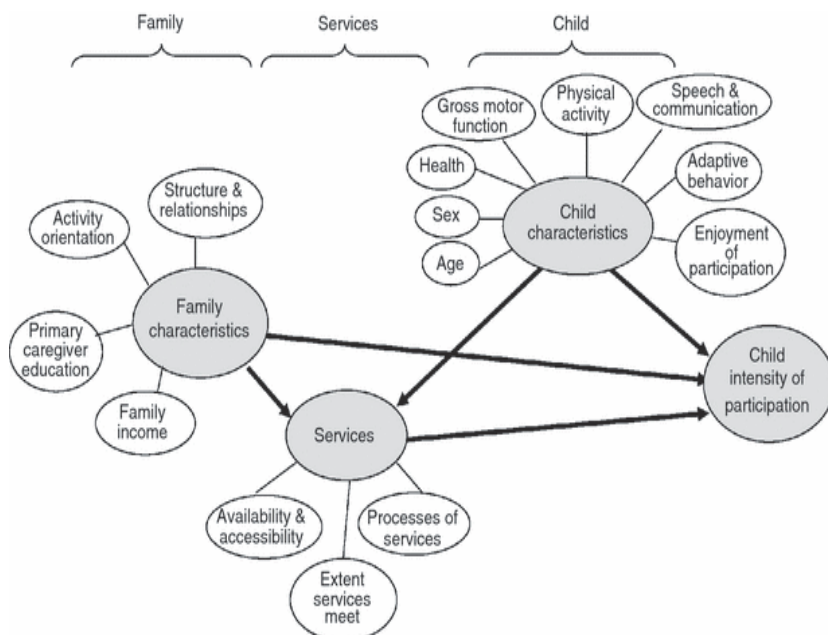 Family
Services
Child
Gross motor
function
Physical
activity
Speech &
communication
Health
Adaptive
behavior
Structure &
relationships
Activity
orientation
Sex
Child
characteristics
Enjoyment
of
participation
Age
Family
characteristics
Primary
caregiver
education
Child
intensity of
participation
Family
income
Services
Availability &
accessibility
Processes of
services
Extent
services
meet